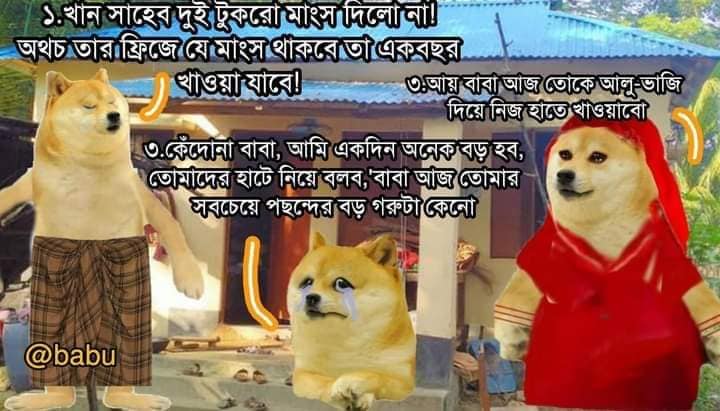 ১.খান সাহেব দুই টুকরো মাংস দিলো না!
অথচ তার ফ্রিজে যে মাংস থাকবে তা একবছর
খাওয়া যাবে!
৩.আয় বাবা আজ তোকে আলু-ভাজি
দিয়ে নিজ হাতে খাওয়াবো
৩.কেঁদোনা বাবা, আমি একদিন অনেক বড় হব,
তোমাদের হাটে নিয়ে বলব,'বাবা আজ তোমার
সবচেয়ে পছন্দের বড় গরুটা কেনো
@babu